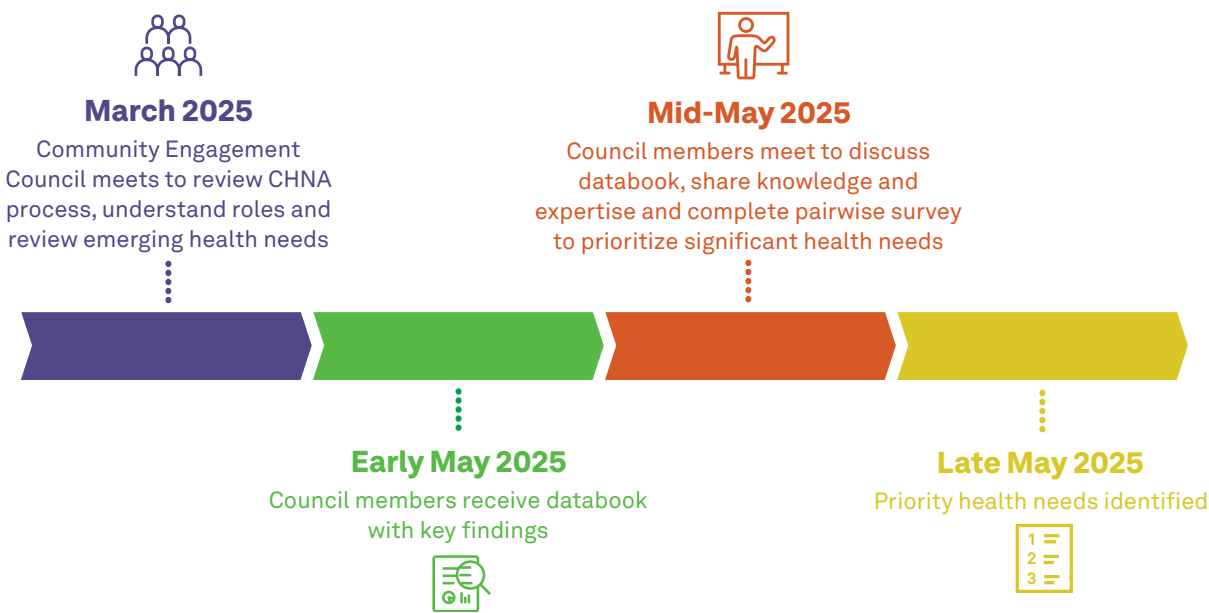 March 2025
Community Engagement
Council meets to review CHNA
process, understand roles and
review emerging health needs
Early May 2025
Council members receive databook
with key findings
Mid-May 2025
Council members meet to discuss
databook, share knowledge and
expertise and complete pairwise survey
to prioritize significant health needs
Late May 2025
Priority health needs identified
1
2
3